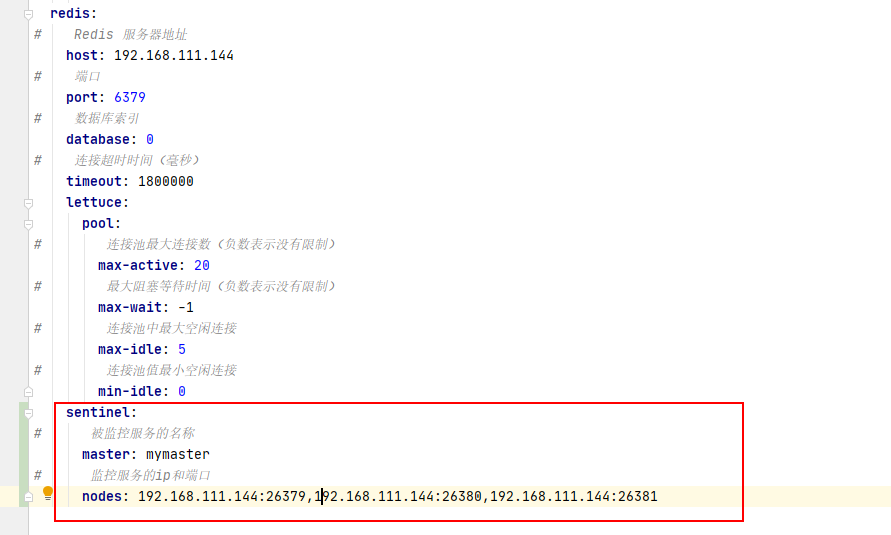 redis:
# Redis 服务器地址
host: 192.168.111.144
# 端口
port: 6379
# 数据库索引
database: 0
# 连接超时时间（毫秒）
timeout: 1800000
lettuce:
pool:
# 连接池最大连接数（负数表示没有限制）
max-active: 20
# 最大阻塞等待时间（负数表示没有限制）
max-wait: -1
# 连接池中最大空闲连接
max-idle: 5
# 连接池值最小空闲连接
min-idle: 0
sentinel:
# 被监控服务的名称
master: mymaster
# 监控服务的ip和端口
nodes: 192.168.111.144:26379,192.168.111.144:26380,192.168.111.144:26381